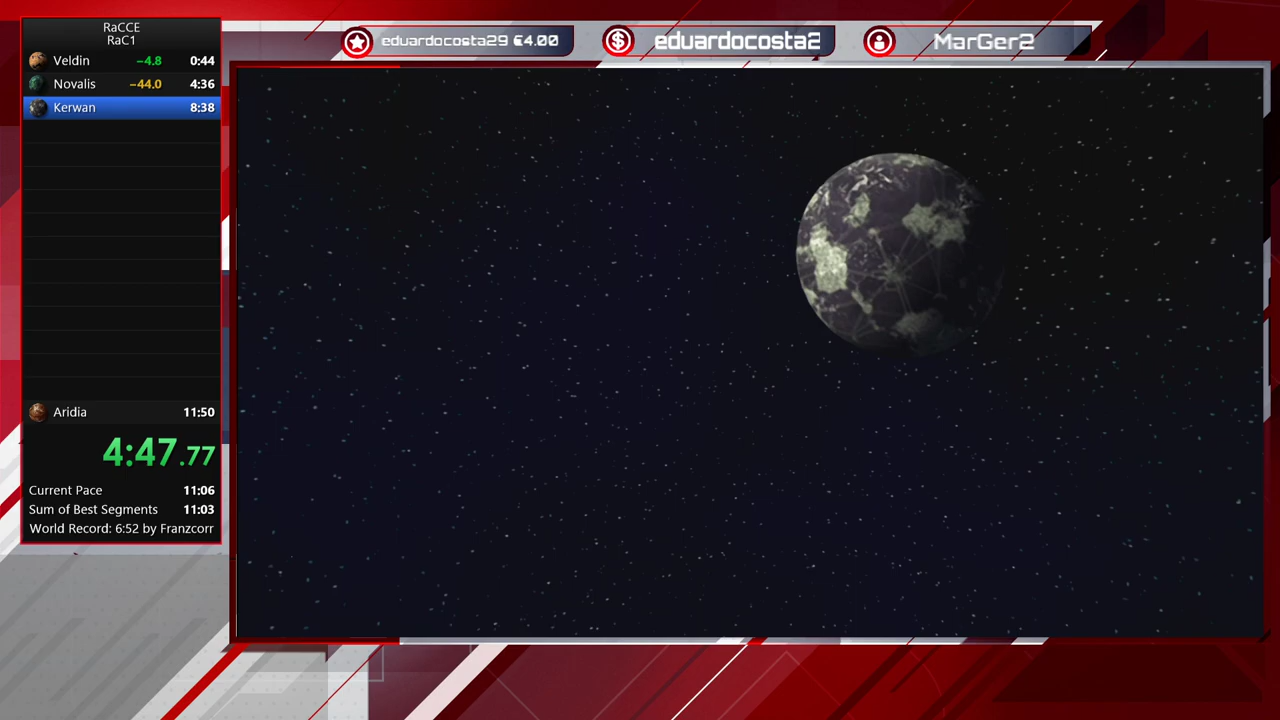 RaCCE
RaC1
Veldin −4.8 0:44
Novalis −44.0 4:36
Kerwan 8:38
Aridia 11:50
4:47.77
Current Pace 11:06
Sum of Best Segments 11:03
World Record: 6:52 by Franzcorr
eduardocosta29 €4.00
eduardocosta2
MarGer2